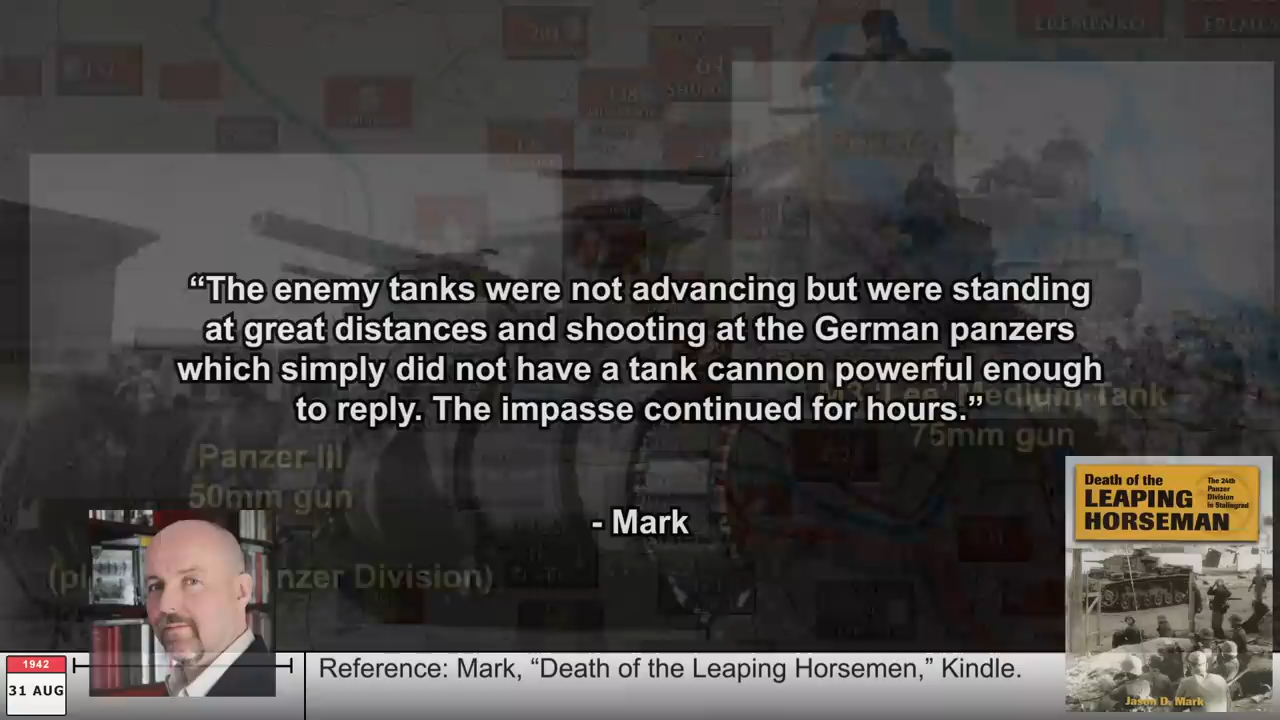 EREMENKO
“The enemy tanks were not advancing but were standing
at great distances and shooting at the German panzers
which simply did not have a tank cannon powerful enough
to reply. The impasse continued for hours.”
Medium Tank
75mm gun
Panzer III
50mm gun
- Mark
nzer Division)
Death of the
LEAPING
HORSEMAN
The 24th
Panzer
Division
in Stalingrad
Jason D. Mark
1942
31 AUG
Reference: Mark, “Death of the Leaping Horsemen,” Kindle.